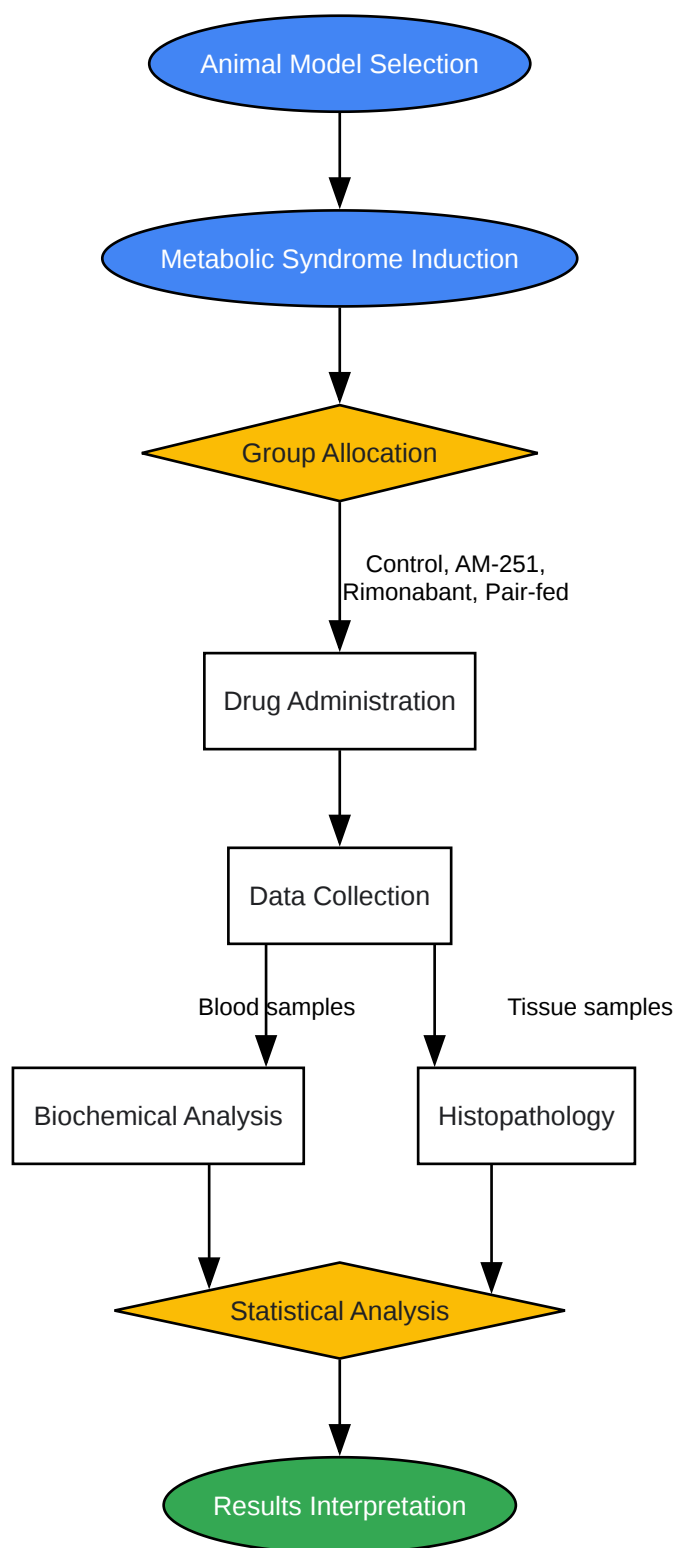 Animal Model Selection
Metabolic Syndrome Induction
Group Allocation
Control, AM-251,
Rimonabant, Pair-fed
Drug Administration
Data Collection
Blood samples
Tissue samples
Biochemical Analysis
Histopathology
Statistical Analysis
Results Interpretation